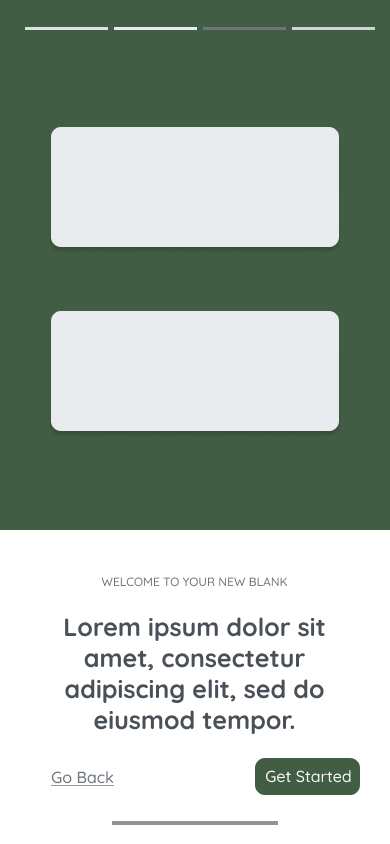 WELCOME TO YOUR NEW BLANK
Lorem ipsum dolor sit
amet, consectetur
adipiscing elit, sed do
eiusmod tempor.
Go Back
Get Started